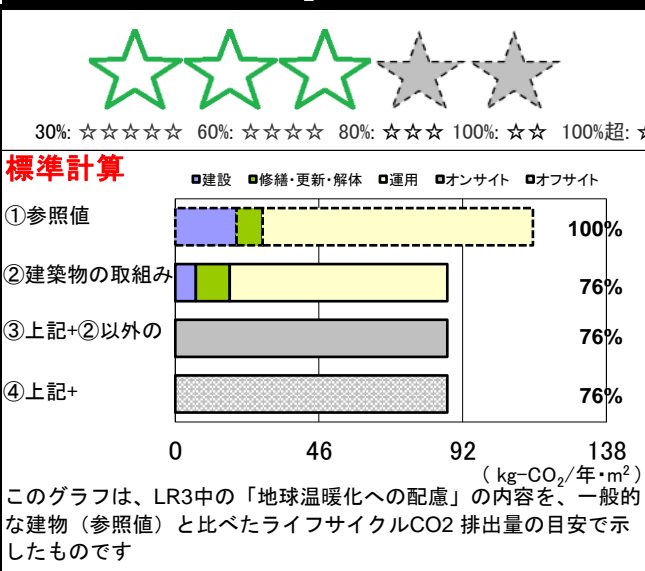 30%: ☆☆☆☆☆ 60%: ☆☆☆☆ 80%: ☆☆☆ 100%: ☆☆ 100%超: ☆
標準計算
■建設 ■修繕・更新・解体 □運用 ■オンサイト ■オフサイト
①参照値 100%
②建築物の取組み 76%
③上記+②以外の 76%
④上記+ 76%
0 46 92 138
( kg-CO2/年・m2 )
このグラフは、LR3中の「地球温暖化への配慮」の内容を、一般的
な建物（参照値）と比べたライフサイクルCO2 排出量の目安で示
したものです